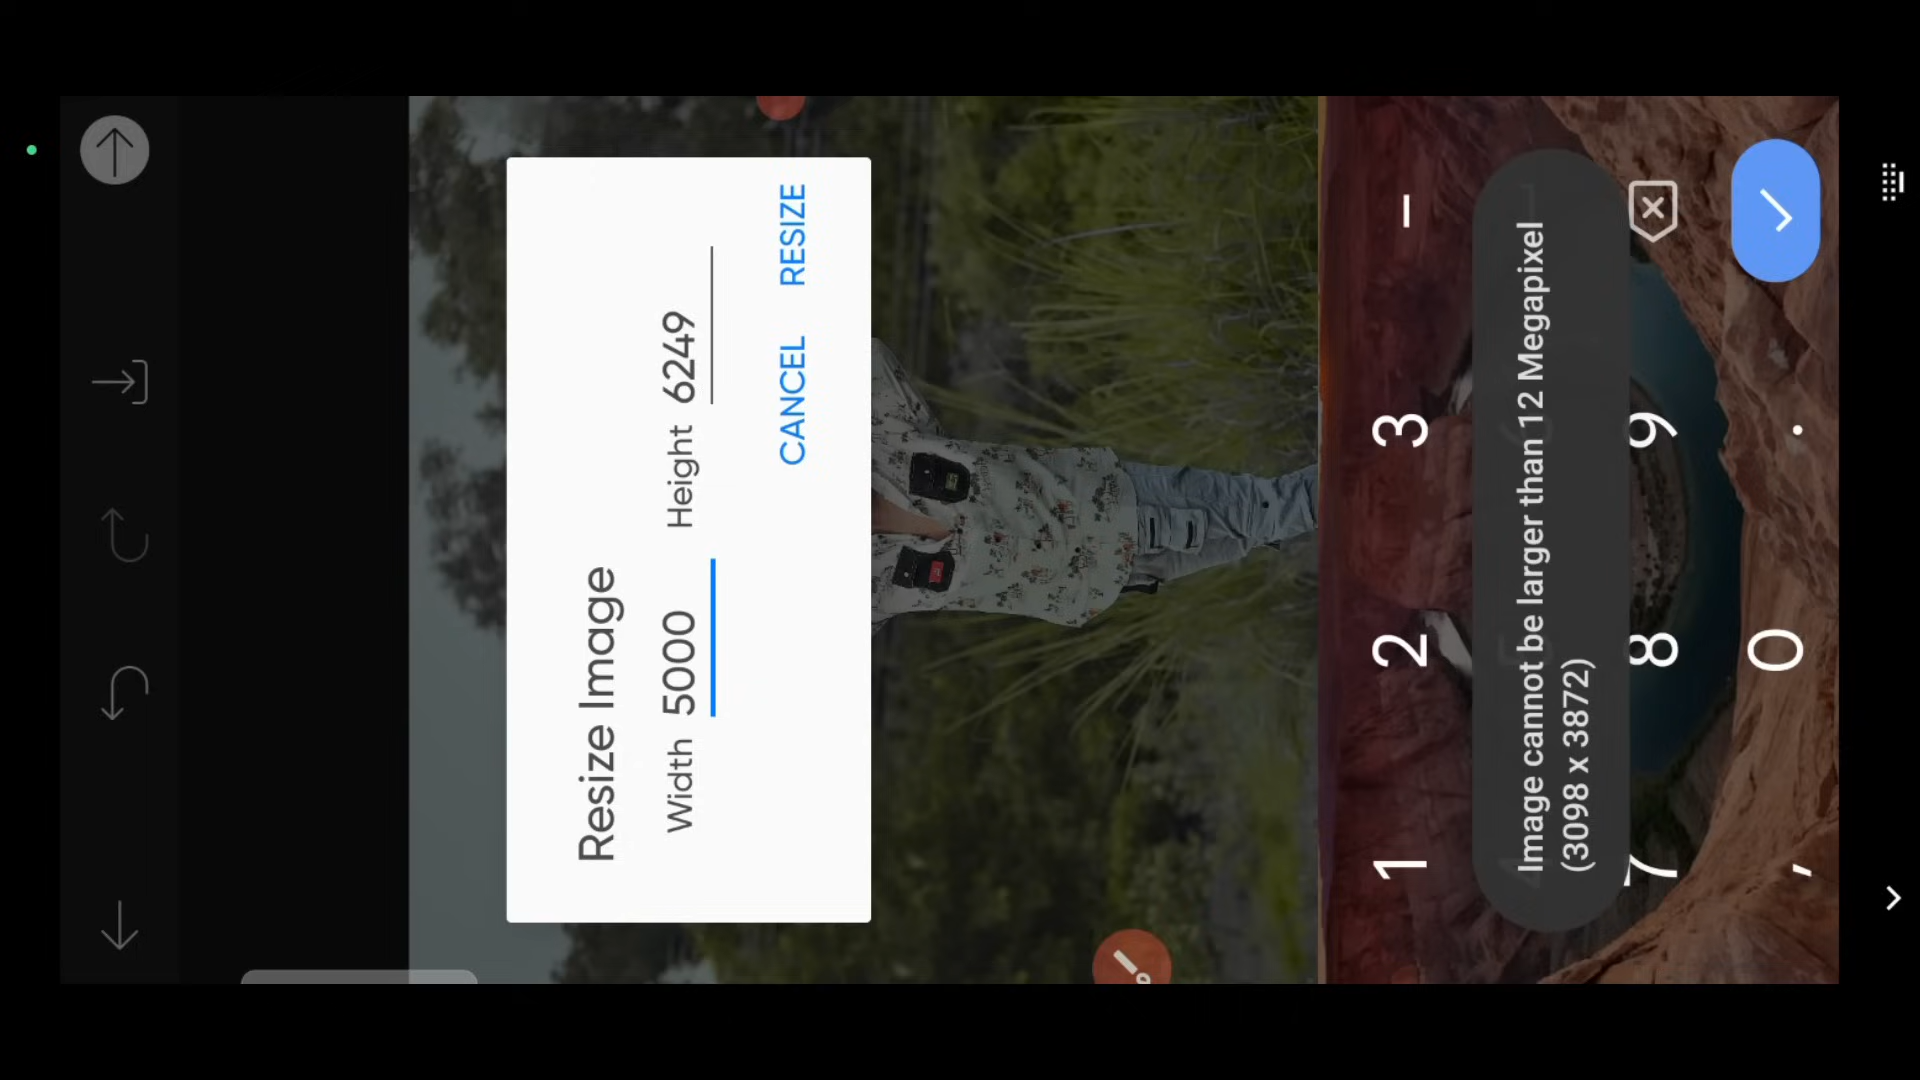 Resize Image
Width 5000 Height 6249
CANCEL RESIZE
1 2 3 –
Image cannot be larger than 12 Megapixel
(3098 x 3872)
7 8 9
, 0 .